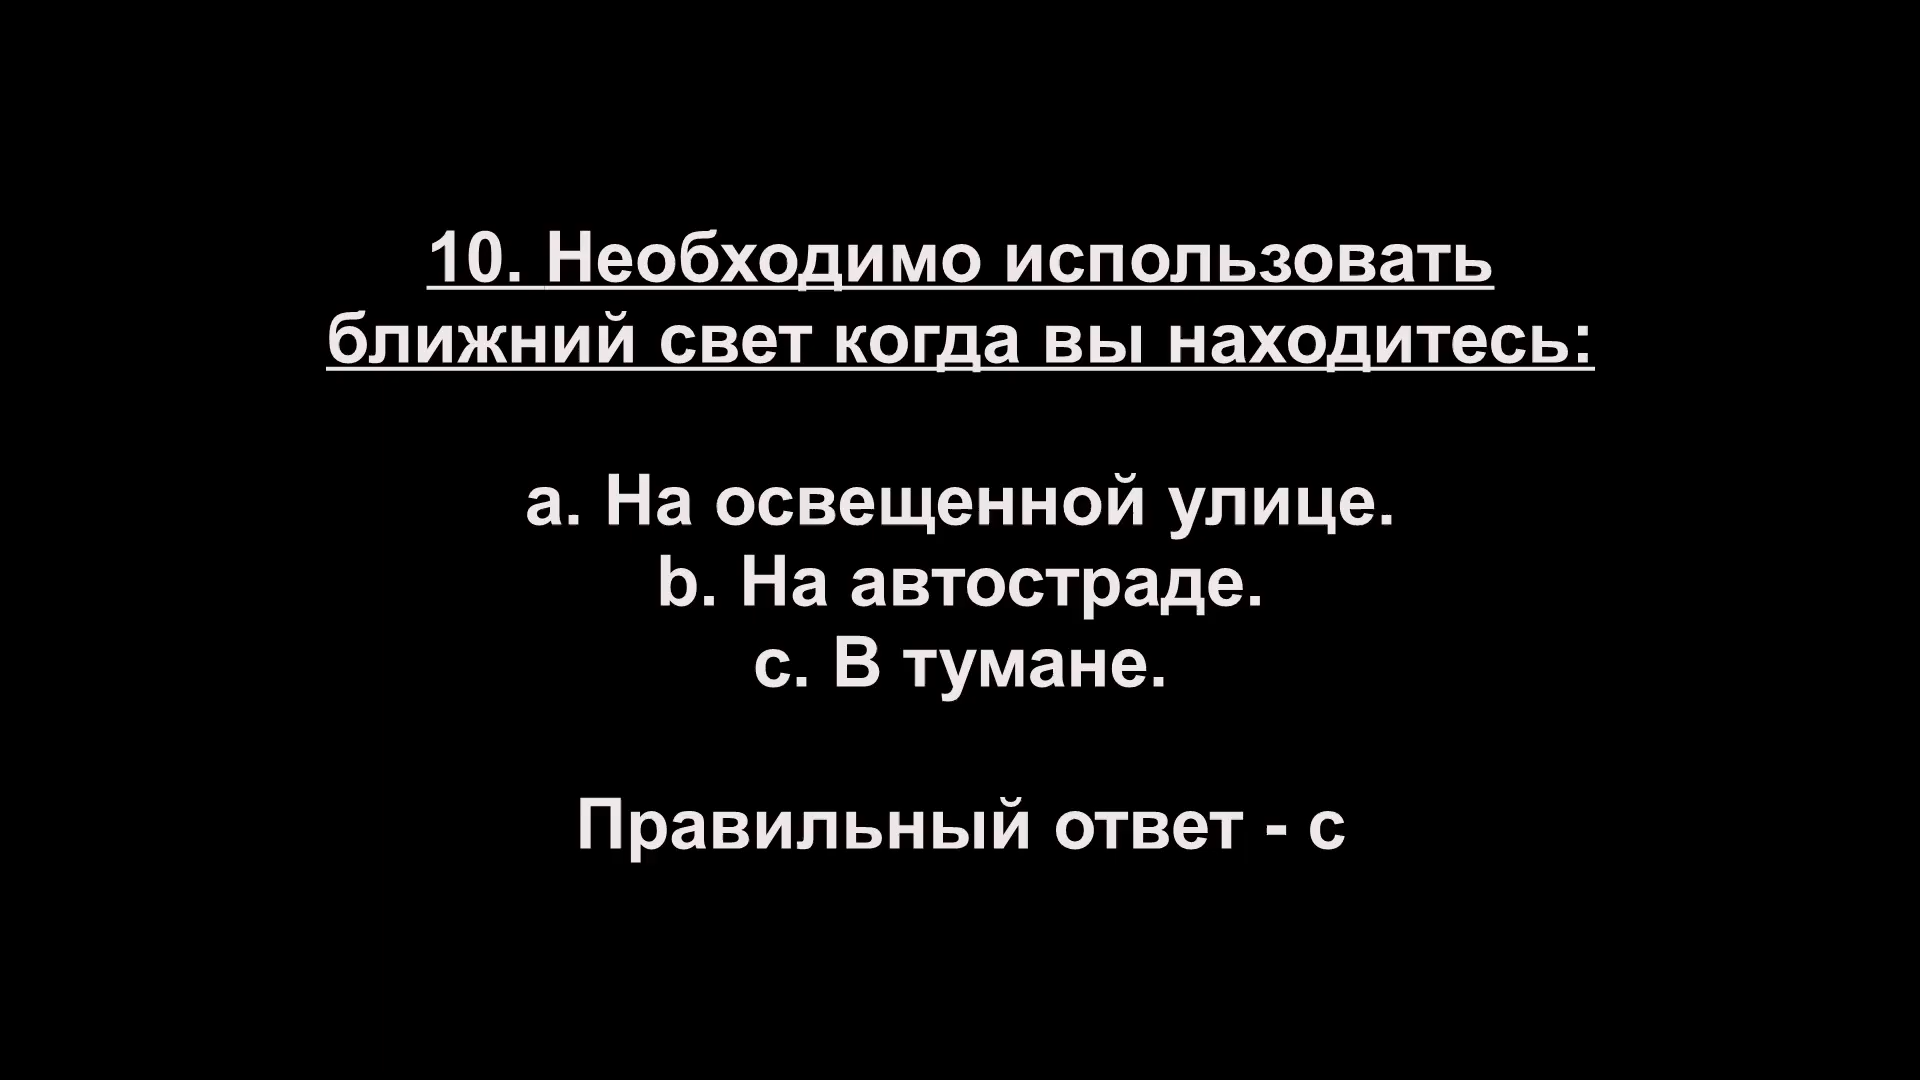 10. Необходимо использовать
ближний свет когда вы находитесь:
a. На освещенной улице.
b. На автостраде.
c. В тумане.
Правильный ответ - c